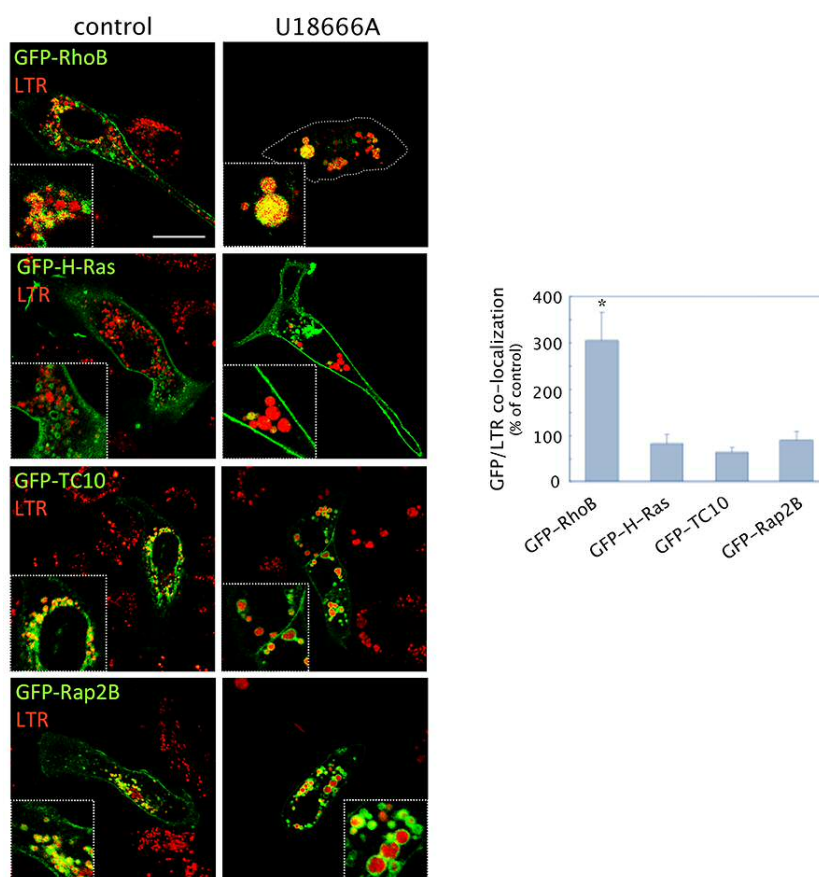 control
U18666A
GFP-RhoB
LTR
GFP-H-Ras
LTR
GFP-TC10
LTR
GFP-Rap2B
LTR
GFP/LTR co-localization
(% of control)
400
300
200
100
0
*
GFP-RhoB
GFP-H-Ras
GFP-TC10
GFP-Rap2B